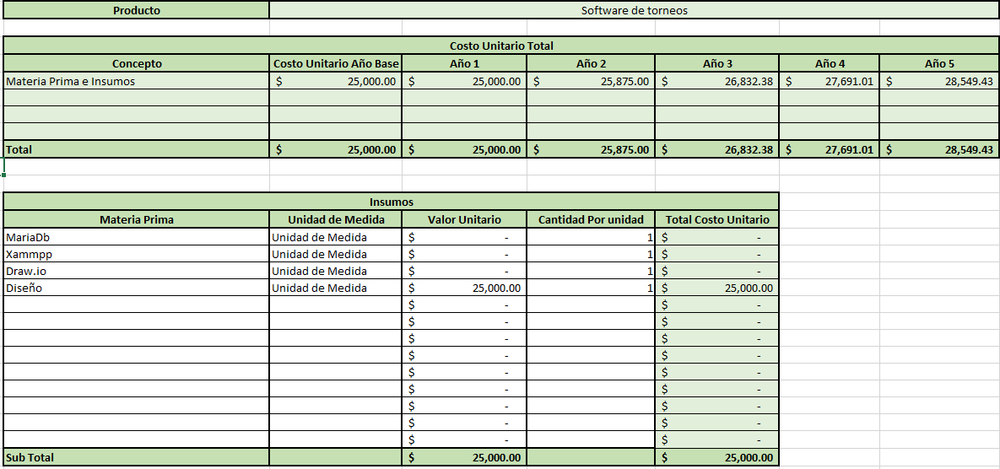 Producto Software de torneos
Costo Unitario Total
Concepto Costo Unitario Año Base Año 1 Año 2 Año 3 Año 4 Año 5
Materia Prima e Insumos $ 25,000.00 $ 25,000.00 $ 25,875.00 $ 26,832.38 $ 27,691.01 $ 28,549.43
Total $ 25,000.00 $ 25,000.00 $ 25,875.00 $ 26,832.38 $ 27,691.01 $ 28,549.43
Insumos
Materia Prima Unidad de Medida Valor Unitario Cantidad Por unidad Total Costo Unitario
MariaDb Unidad de Medida $ - 1 $ -
Xammpp Unidad de Medida $ - 1 $ -
Draw.io Unidad de Medida $ - 1 $ -
Diseño Unidad de Medida $ 25,000.00 1 $ 25,000.00
$ - $ -
$ - $ -
$ - $ -
$ - $ -
$ - $ -
$ - $ -
$ - $ -
$ - $ -
$ - $ -
Sub Total $ 25,000.00 $ 25,000.00